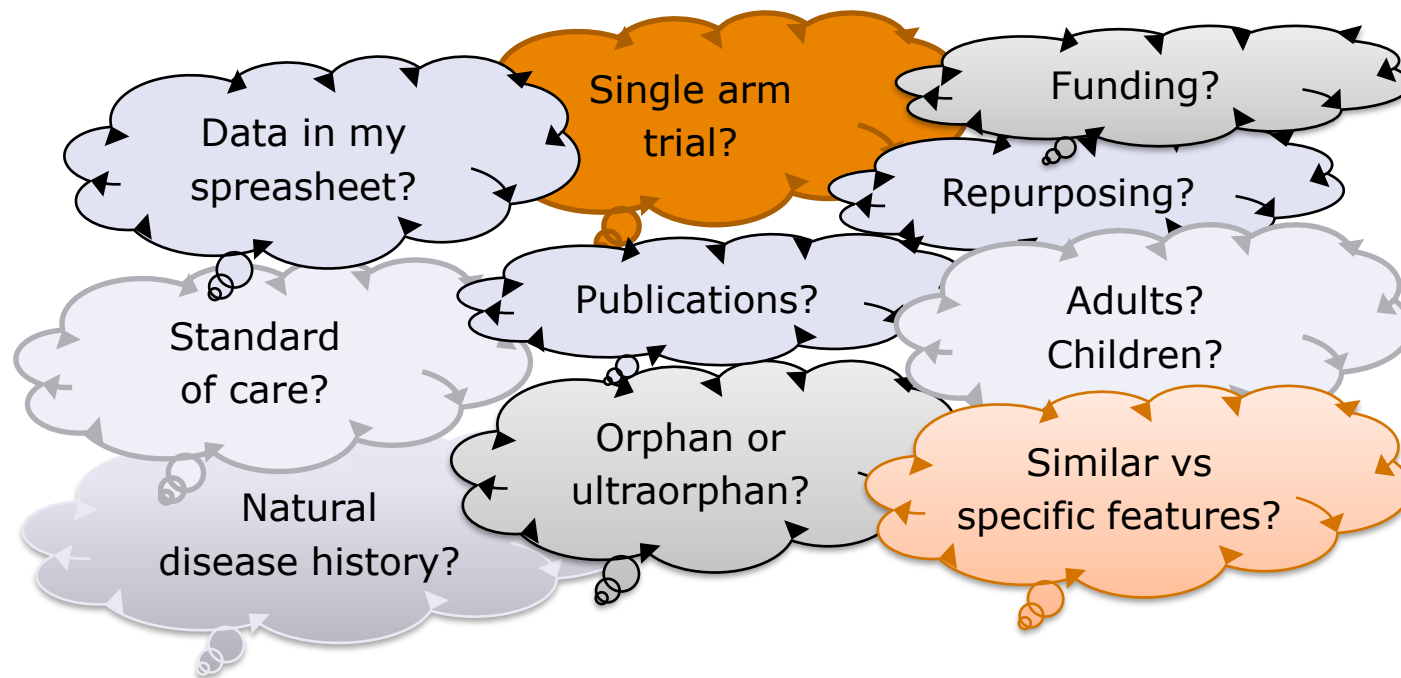 Data in my
spreasheet?
Single arm
trial?
Funding?
Repurposing?
Standard
of care?
Publications?
Adults?
Children?
Natural
disease history?
Orphan or
ultraorphan?
Similar vs
specific features?